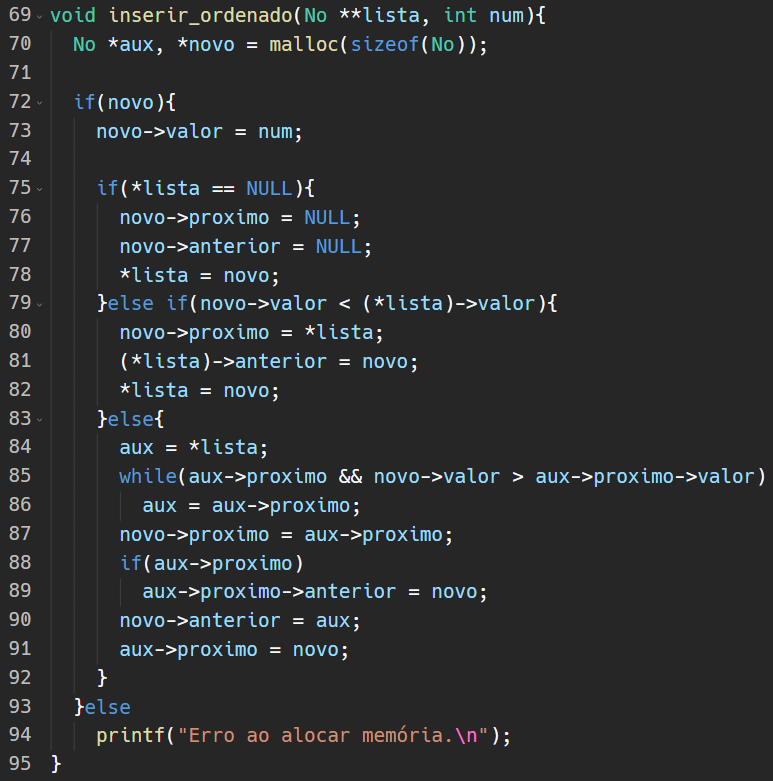 69 void inserir_ordenado(No **lista, int num){
70   No *aux, *novo = malloc(sizeof(No));
71
72   if(novo){
73     novo->valor = num;
74
75     if(*lista == NULL){
76       novo->proximo = NULL;
77       novo->anterior = NULL;
78       *lista = novo;
79     }else if(novo->valor < (*lista)->valor){
80       novo->proximo = *lista;
81       (*lista)->anterior = novo;
82       *lista = novo;
83     }else{
84       aux = *lista;
85       while(aux->proximo && novo->valor > aux->proximo->valor)
86         aux = aux->proximo;
87       novo->proximo = aux->proximo;
88       if(aux->proximo)
89         aux->proximo->anterior = novo;
90       novo->anterior = aux;
91       aux->proximo = novo;
92     }
93   }else
94     printf("Erro ao alocar memória.\n");
95 }